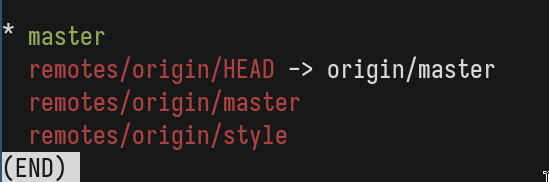 * master
remotes/origin/HEAD -> origin/master
remotes/origin/master
remotes/origin/style
(END)